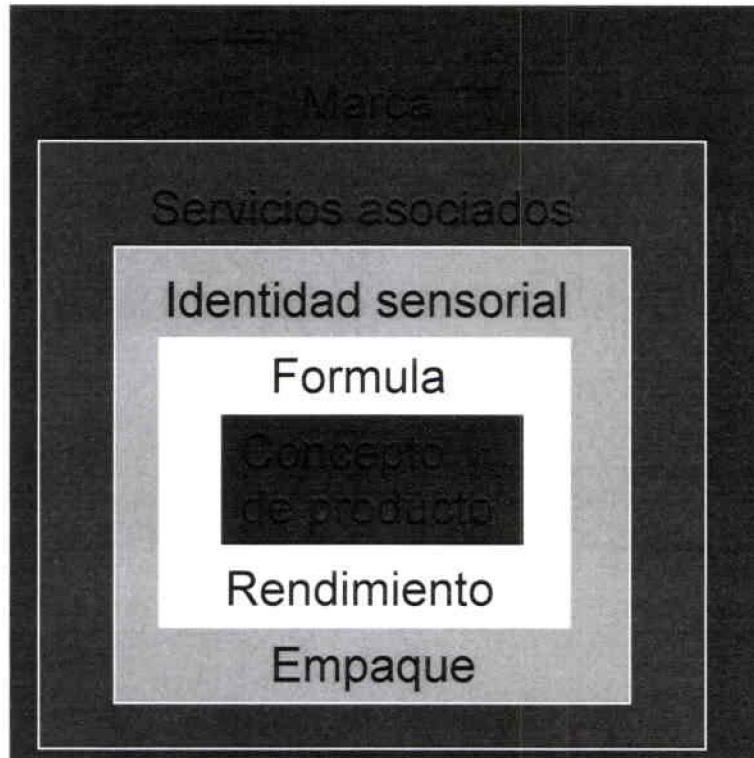 Marca
Servicios asociados
Identidad sensorial
Formula
Concepto
de producto
Rendimiento
Empaque